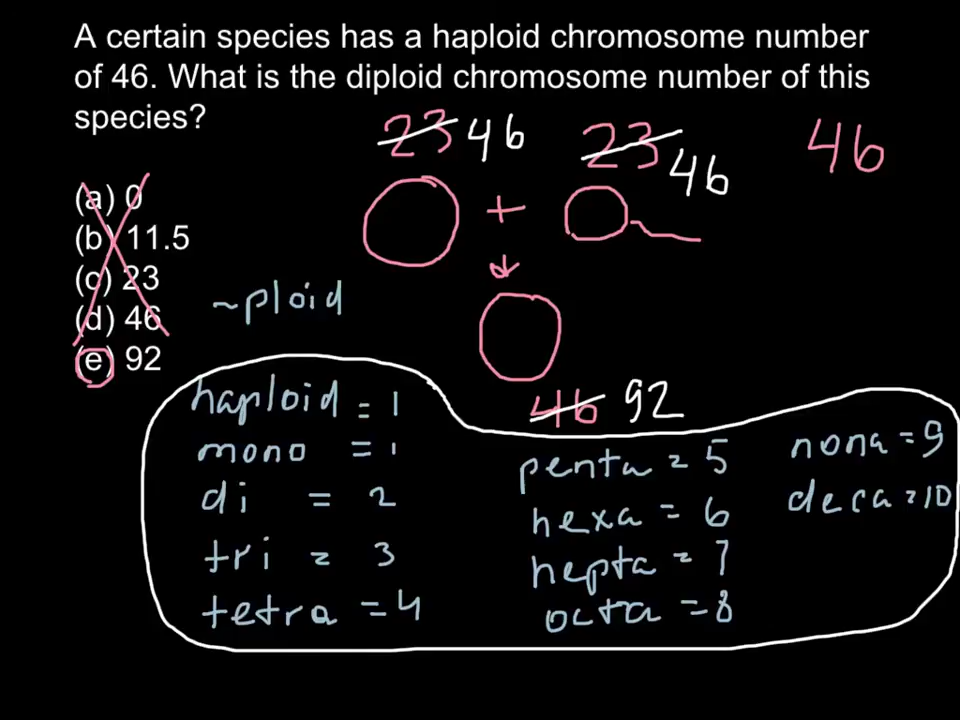 A certain species has a haploid chromosome number
of 46. What is the diploid chromosome number of this
species?
23 46 23 46 46
(a) 0
(b) 11.5
(c) 23
(d) 46
(e) 92
+
~ploid
46 92
haploid = 1
mono = 1
di = 2
tri = 3
tetra = 4
penta = 5
hexa = 6
hepta = 7
octa = 8
nona = 9
deca = 10